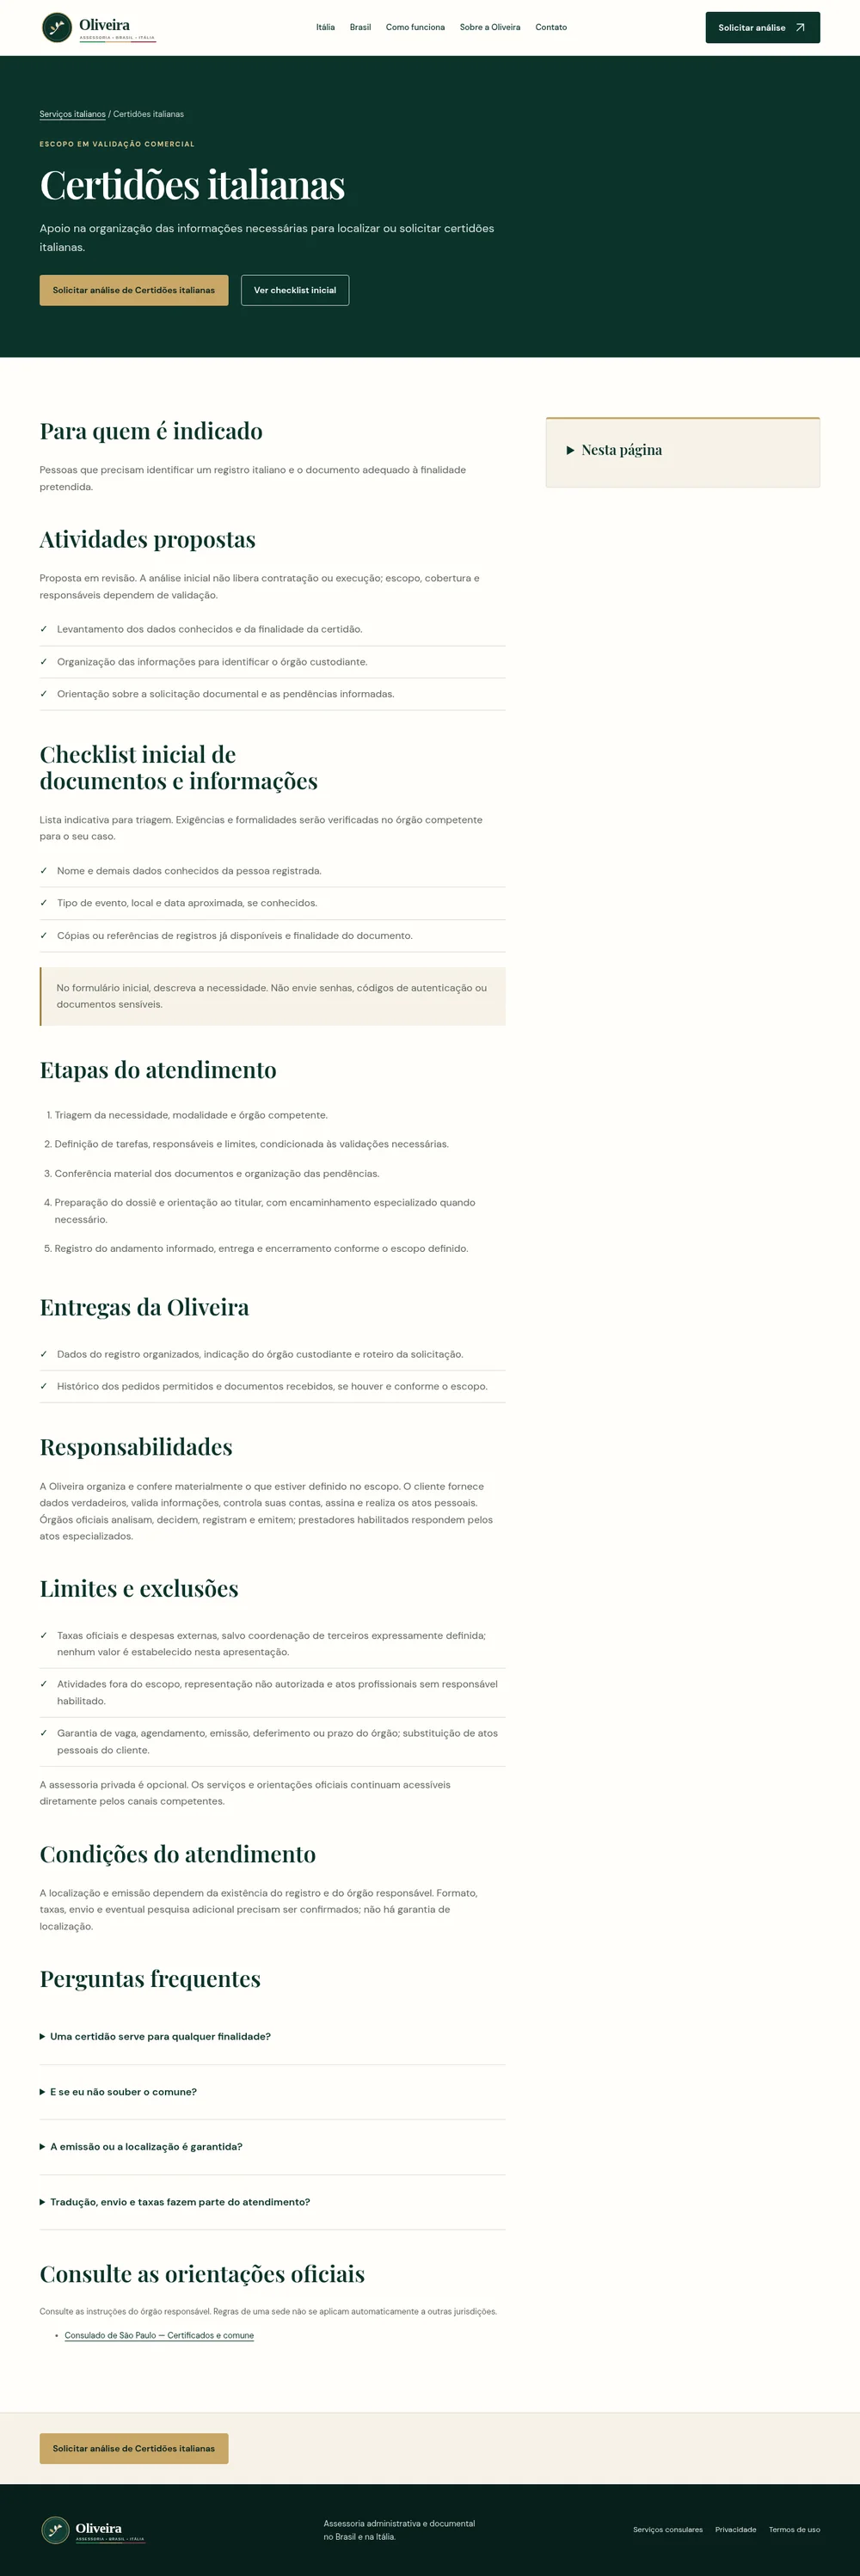 Oliveira
ASSESSORIA • BRASIL • ITÁLIA
Itália
Brasil
Como funciona
Sobre a Oliveira
Contato
Solicitar análise
Serviços italianos / Certidões italianas
ESCOPO EM VALIDAÇÃO COMERCIAL
Certidões italianas
Apoio na organização das informações necessárias para localizar ou solicitar certidões
italianas.
Solicitar análise de Certidões italianas
Ver checklist inicial
Para quem é indicado
Pessoas que precisam identificar um registro italiano e o documento adequado à finalidade
pretendida.
Nesta página
Atividades propostas
Proposta em revisão. A análise inicial não libera contratação ou execução; escopo, cobertura e
responsáveis dependem de validação.
✓ Levantamento dos dados conhecidos e da finalidade da certidão.
✓ Organização das informações para identificar o órgão custodiante.
✓ Orientação sobre a solicitação documental e as pendências informadas.
Checklist inicial de
documentos e informações
Lista indicativa para triagem. Exigências e formalidades serão verificadas no órgão competente
para o seu caso.
✓ Nome e demais dados conhecidos da pessoa registrada.
✓ Tipo de evento, local e data aproximada, se conhecidos.
✓ Cópias ou referências de registros já disponíveis e finalidade do documento.
No formulário inicial, descreva a necessidade. Não envie senhas, códigos de autenticação ou
documentos sensíveis.
Etapas do atendimento
1. Triagem da necessidade, modalidade e órgão competente.
2. Definição de tarefas, responsáveis e limites, condicionada às validações necessárias.
3. Conferência material dos documentos e organização das pendências.
4. Preparação do dossiê e orientação ao titular, com encaminhamento especializado quando
necessário.
5. Registro do andamento informado, entrega e encerramento conforme o escopo definido.
Entregas da Oliveira
✓ Dados do registro organizados, indicação do órgão custodiante e roteiro da solicitação.
✓ Histórico dos pedidos permitidos e documentos recebidos, se houver e conforme o escopo.
Responsabilidades
A Oliveira organiza e confere materialmente o que estiver definido no escopo. O cliente fornece
dados verdadeiros, valida informações, controla suas contas, assina e realiza os atos pessoais.
Órgãos oficiais analisam, decidem, registram e emitem; prestadores habilitados respondem pelos
atos especializados.
Limites e exclusões
✓ Taxas oficiais e despesas externas, salvo coordenação de terceiros expressamente definida;
nenhum valor é estabelecido nesta apresentação.
✓ Atividades fora do escopo, representação não autorizada e atos profissionais sem responsável
habilitado.
✓ Garantia de vaga, agendamento, emissão, deferimento ou prazo do órgão; substituição de atos
pessoais do cliente.
A assessoria privada é opcional. Os serviços e orientações oficiais continuam acessíveis
diretamente pelos canais competentes.
Condições do atendimento
A localização e emissão dependem da existência do registro e do órgão responsável. Formato,
taxas, envio e eventual pesquisa adicional precisam ser confirmados; não há garantia de
localização.
Perguntas frequentes
Uma certidão serve para qualquer finalidade?
E se eu não souber o comune?
A emissão ou a localização é garantida?
Tradução, envio e taxas fazem parte do atendimento?
Consulte as orientações oficiais
Consulte as instruções do órgão responsável. Regras de uma sede não se aplicam automaticamente a outras jurisdições.
• Consulado de São Paulo — Certificados e comune
Solicitar análise de Certidões italianas
Oliveira
ASSESSORIA • BRASIL • ITÁLIA
Assessoria administrativa e documental
no Brasil e na Itália.
Serviços consulares
Privacidade
Termos de uso